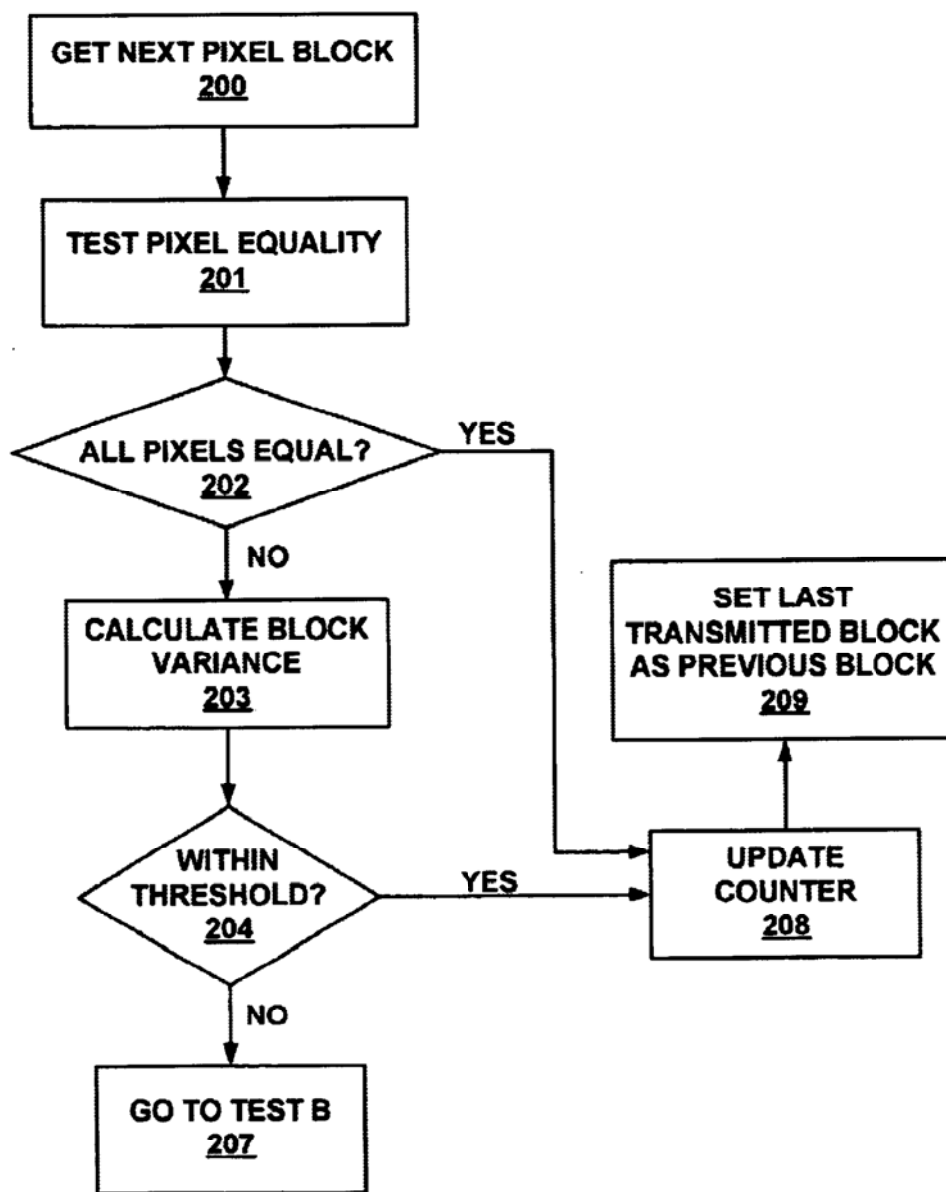 GET NEXT PIXEL BLOCK
200
TEST PIXEL EQUALITY
201
ALL PIXELS EQUAL?
202
YES
NO
CALCULATE BLOCK
VARIANCE
203
WITHIN
THRESHOLD?
204
YES
NO
GO TO TEST B
207
SET LAST
TRANSMITTED BLOCK
AS PREVIOUS BLOCK
209
UPDATE
COUNTER
208